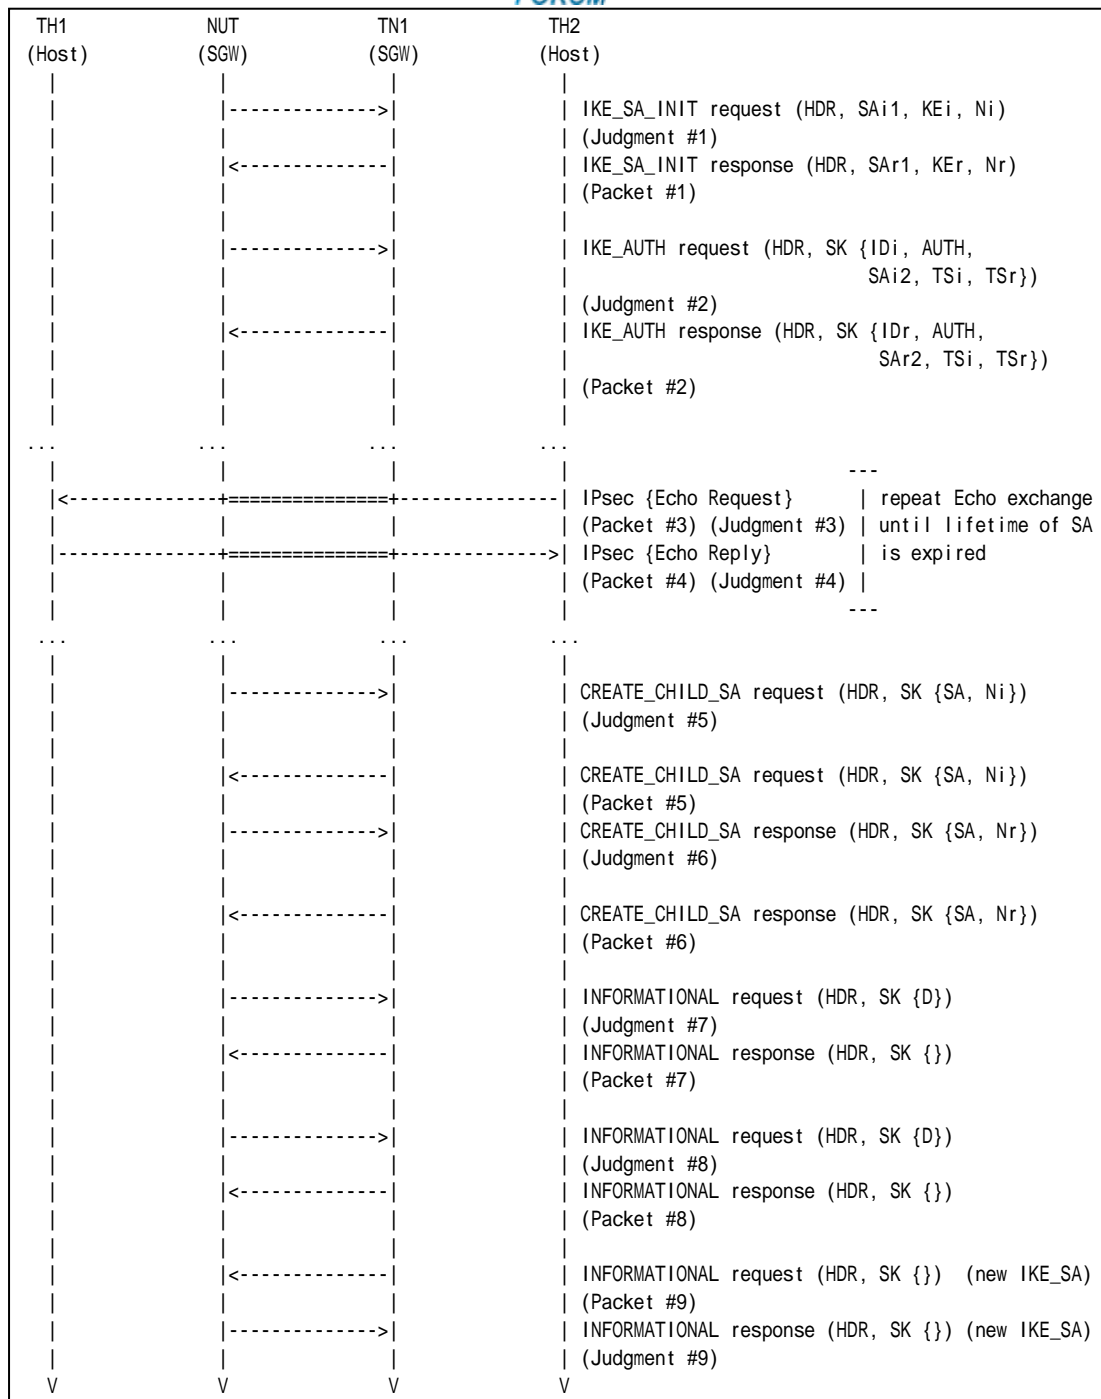 FORUM
TH1 NUT TN1 TH2
(Host) (SGW) (SGW) (Host)
| | | |
| |-------------->| | IKE_SA_INIT request (HDR, SAi1, KEi, Ni)
| | | | (Judgment #1)
| |<--------------| | IKE_SA_INIT response (HDR, SAr1, KEr, Nr)
| | | | (Packet #1)
| | | |
| |-------------->| | IKE_AUTH request (HDR, SK {IDi, AUTH,
| | | | SAi2, TSi, TSr})
| | | | (Judgment #2)
| |<--------------| | IKE_AUTH response (HDR, SK {IDr, AUTH,
| | | | SAr2, TSi, TSr})
| | | | (Packet #2)
| | | |
... ... ... ...
| | | | ---
|<--------------+===============+---------------| IPsec {Echo Request} | repeat Echo exchange
| | | | (Packet #3) (Judgment #3) | until lifetime of SA
|---------------+===============+-------------->| IPsec {Echo Reply} | is expired
| | | | (Packet #4) (Judgment #4) |
| | | | ---
... ... ... ...
| | | |
| |-------------->| | CREATE_CHILD_SA request (HDR, SK {SA, Ni})
| | | | (Judgment #5)
| | | |
| |<--------------| | CREATE_CHILD_SA request (HDR, SK {SA, Ni})
| | | | (Packet #5)
| |-------------->| | CREATE_CHILD_SA response (HDR, SK {SA, Nr})
| | | | (Judgment #6)
| | | |
| |<--------------| | CREATE_CHILD_SA response (HDR, SK {SA, Nr})
| | | | (Packet #6)
| | | |
| |-------------->| | INFORMATIONAL request (HDR, SK {D})
| | | | (Judgment #7)
| |<--------------| | INFORMATIONAL response (HDR, SK {})
| | | | (Packet #7)
| | | |
| |-------------->| | INFORMATIONAL request (HDR, SK {D})
| | | | (Judgment #8)
| |<--------------| | INFORMATIONAL response (HDR, SK {})
| | | | (Packet #8)
| | | |
| |<--------------| | INFORMATIONAL request (HDR, SK {}) (new IKE_SA)
| | | | (Packet #9)
| |-------------->| | INFORMATIONAL response (HDR, SK {}) (new IKE_SA)
| | | | (Judgment #9)
V V V V